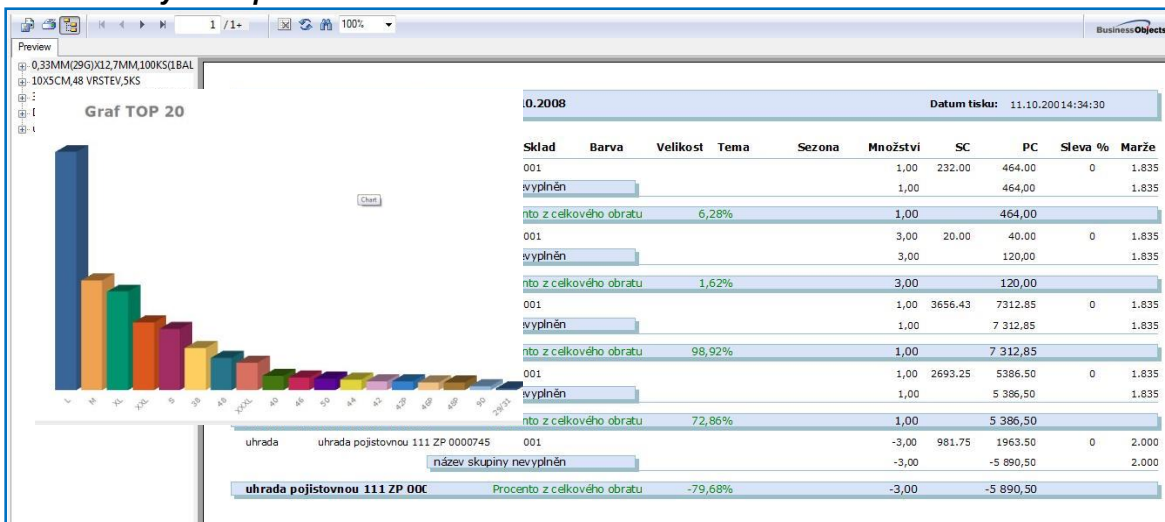 1 /1+ 100%
BusinessObjects
Preview
0,33MM(29G)X12,7MM,100KS(1BAL
10X5CM,48 VRSTEV,5KS
Graf TOP 20
Chart
L M XL XXL S 38 48 XXXL 40 46 50 44 42 42P 46P 48P 90 29/31
10.2008 Datum tisku: 11.10.20014:34:30
Sklad Barva Velikost Tema Sezona Množstvi SC PC Sleva % Marže
001 1,00 232.00 464.00 0 1.835
evyplněn 1,00 464,00 1.835
nto z celkového obratu 6,28% 1,00 464,00
001 3,00 20.00 40.00 0 1.835
evyplněn 3,00 120,00 1.835
nto z celkového obratu 1,62% 3,00 120,00
001 1,00 3656.43 7312.85 0 1.835
evyplněn 1,00 7 312,85 1.835
nto z celkového obratu 98,92% 1,00 7 312,85
001 1,00 2693.25 5386.50 0 1.835
evyplněn 1,00 5 386,50 1.835
nto z celkového obratu 72,86% 1,00 5 386,50
uhrada uhrada pojistovnou 111 ZP 0000745 001 -3,00 981.75 1963.50 0 2.000
název skupiny nevyplněn -3,00 -5 890,50 2.000
uhrada pojistovnou 111 ZP 00( Procento z celkového obratu -79,68% -3,00 -5 890,50